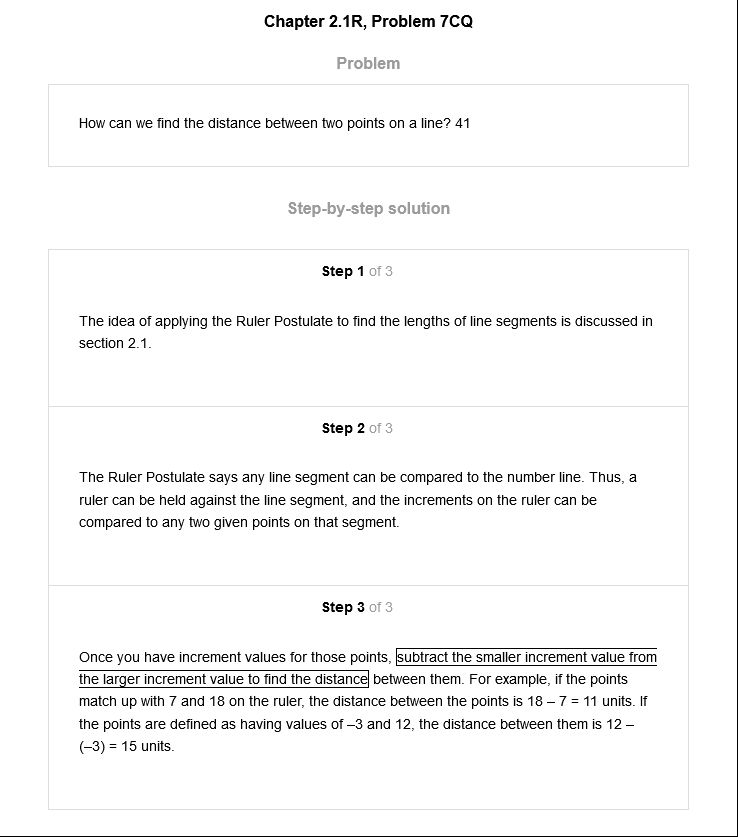 Chapter 2.1R, Problem 7CQ
Problem
How can we find the distance between two points on a line? 41
Step-by-step solution
Step 1 of 3
The idea of applying the Ruler Postulate to find the lengths of line segments is discussed in
section 2.1.
Step 2 of 3
The Ruler Postulate says any line segment can be compared to the number line. Thus, a
ruler can be held against the line segment, and the increments on the ruler can be
compared to any two given points on that segment.
Step 3 of 3
Once you have increment values for those points, subtract the smaller increment value from
the larger increment value to find the distance between them. For example, if the points
match up with 7 and 18 on the ruler, the distance between the points is 18 – 7 = 11 units. If
the points are defined as having values of –3 and 12, the distance between them is 12 –
(–3) = 15 units.